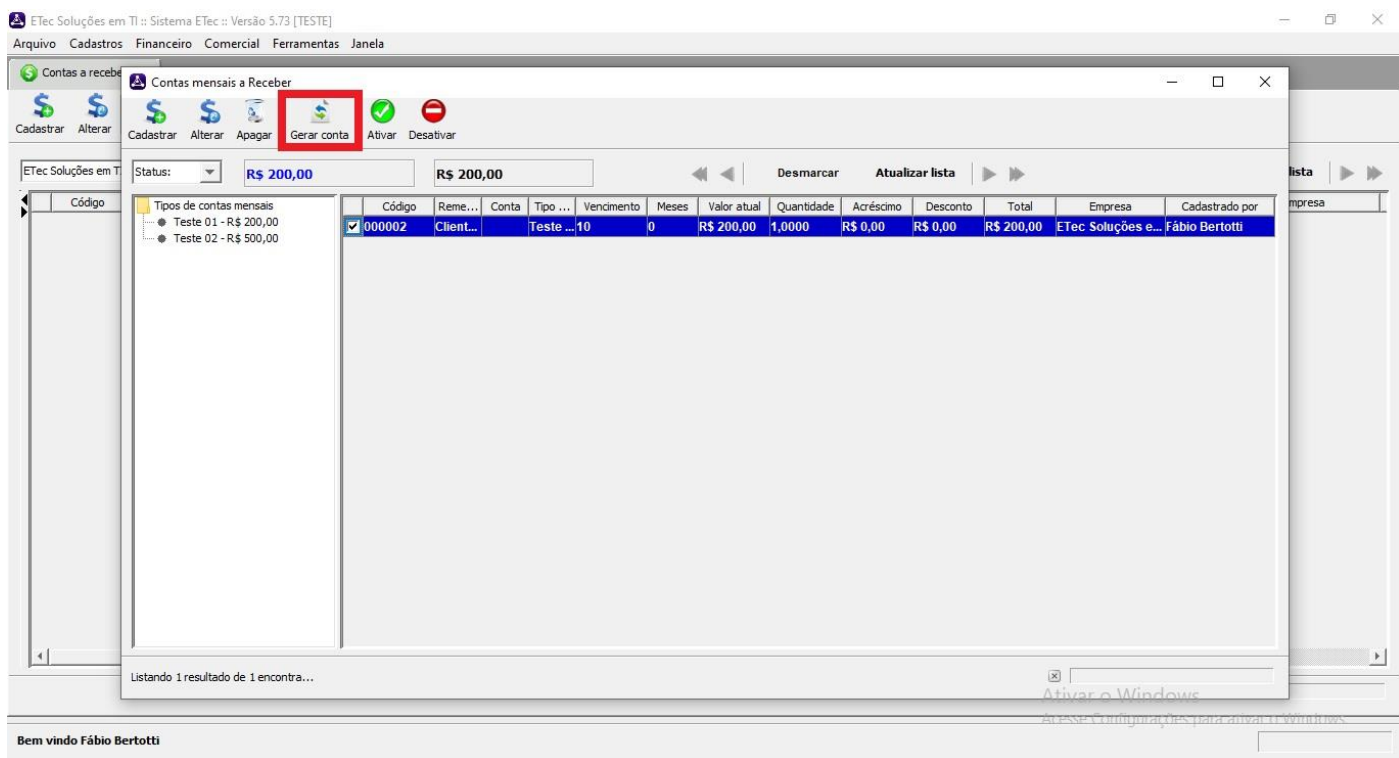 ETec Soluções em TI :: Sistema ETec :: Versão 5.73 [TESTE]
Arquivo Cadastros Financeiro Comercial Ferramentas Janela
Contas a recebe
Contas mensais a Receber
Cadastrar Alterar
Cadastrar Alterar Apagar Gerar conta Ativar Desativar
ETec Soluções em T
Status: R$ 200,00 R$ 200,00 Desmarcar Atualizar lista
lista
Código
Tipos de contas mensais
Teste 01 - R$ 200,00
Teste 02 - R$ 500,00
Código Reme... Conta Tipo ... Vencimento Meses Valor atual Quantidade Acréscimo Desconto Total Empresa Cadastrado por
000002 Client... Teste ... 10 0 R$ 200,00 1,0000 R$ 0,00 R$ 0,00 R$ 200,00 ETec Soluções e... Fábio Bertotti
mpresa
Listando 1 resultado de 1 encontra...
Ativar o Windows
Acesse Configurações para ativar o Windows.
Bem vindo Fábio Bertotti